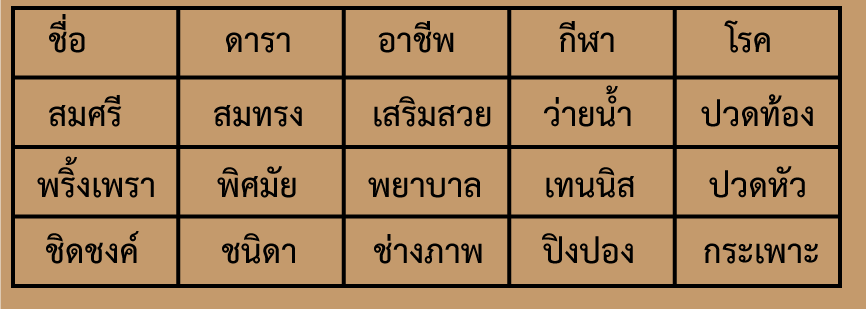 ชื่อ ดารา อาชีพ กีฬา โรค
สมศรี สมทรง เสริมสวย ว่ายน้ำ ปวดท้อง
พริ้งเพรา พิศมัย พยาบาล เทนนิส ปวดหัว
ชิดชงค์ ชนิดา ช่างภาพ ปิงปอง กระเพาะ